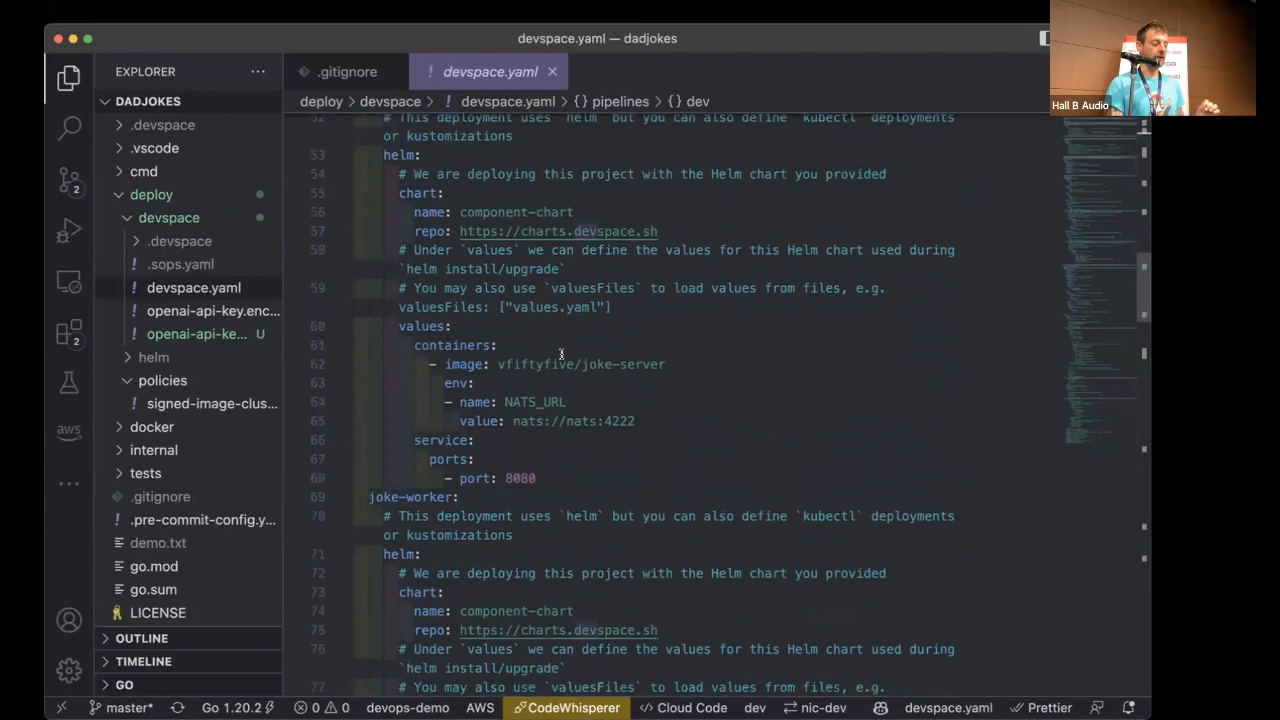 devspace.yaml — dadjokes
EXPLORER
.gitignore
! devspace.yaml
DADJOKES
deploy > devspace > ! devspace.yaml > {} pipelines > {} dev
.devspace
.vscode
cmd
deploy
devspace
.devspace
! .sops.yaml
! devspace.yaml
! openai-api-key.enc...
! openai-api-ke... U
helm
policies
! signed-image-clus...
docker
internal
tests
.gitignore
! .pre-commit-config.y...
demo.txt
go.mod
go.sum
LICENSE
OUTLINE
TIMELINE
GO
2
2
aws
52 # This deployment uses `helm` but you can also define `kubectl` deployments
or kustomizations
53 helm:
54 # We are deploying this project with the Helm chart you provided
55 chart:
56 name: component-chart
57 repo: https://charts.devspace.sh
58 # Under `values` we can define the values for this Helm chart used during
`helm install/upgrade`
59 # You may also use `valuesFiles` to load values from files, e.g.
valuesFiles: ["values.yaml"]
60 values:
61 containers:
62 - image: vfiftyfive/joke-server
63 env:
64 - name: NATS_URL
65 value: nats://nats:4222
66 service:
67 ports:
68 - port: 8080
69 joke-worker:
70 # This deployment uses `helm` but you can also define `kubectl` deployments
or kustomizations
71 helm:
72 # We are deploying this project with the Helm chart you provided
73 chart:
74 name: component-chart
75 repo: https://charts.devspace.sh
76 # Under `values` we can define the values for this Helm chart used during
`helm install/upgrade`
77 # You may also use `valuesFiles` to load values from files, e.g.
master* Go 1.20.2 0 0 devops-demo AWS CodeWhisperer Cloud Code dev nic-dev devspace.yaml Prettier
Hall B Audio